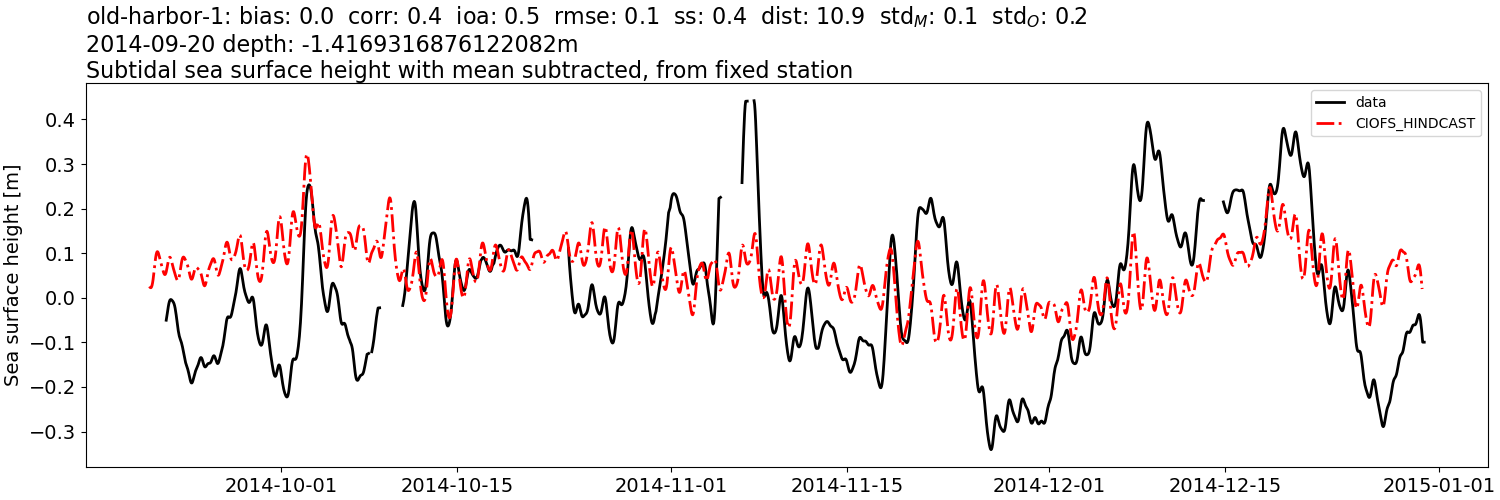 old-harbor-1: bias: 0.0  corr: 0.4  ioa: 0.5  rmse: 0.1  ss: 0.4  dist: 10.9  std_M: 0.1  std_O: 0.2
2014-09-20 depth: -1.4169316876122082m
Subtidal sea surface height with mean subtracted, from fixed station
data
CIOFS_HINDCAST
Sea surface height [m]
0.4
0.3
0.2
0.1
0.0
−0.1
−0.2
−0.3
2014-10-01
2014-10-15
2014-11-01
2014-11-15
2014-12-01
2014-12-15
2015-01-01